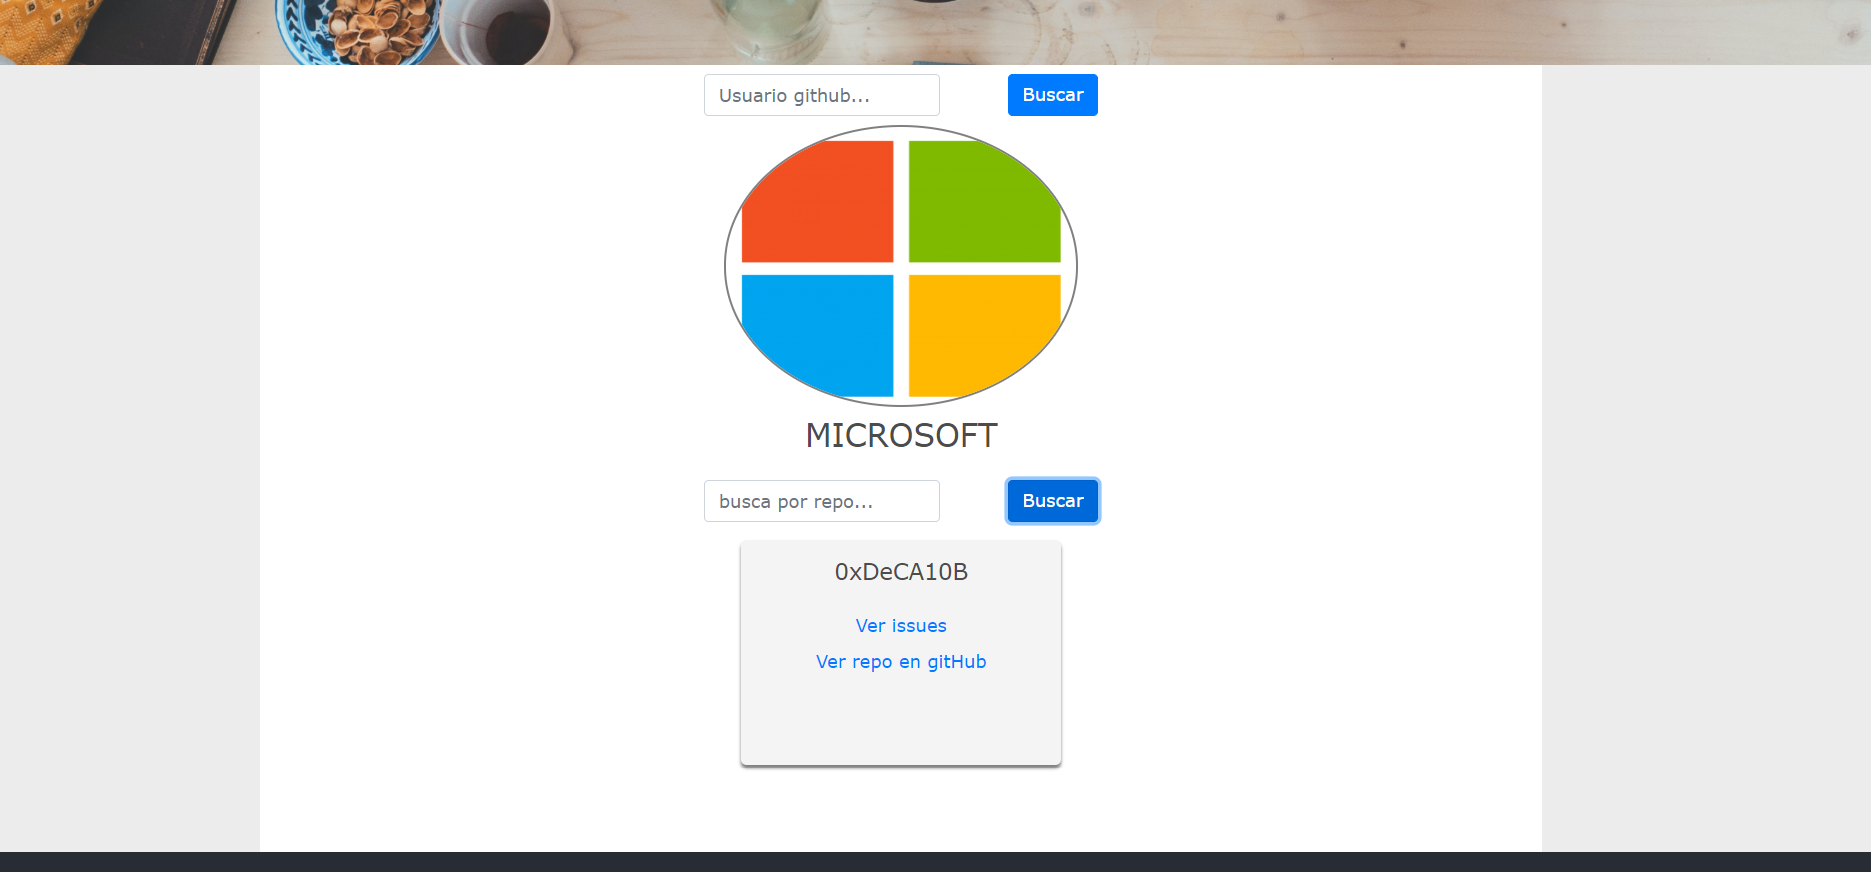 Usuario github...
Buscar
MICROSOFT
busca por repo...
Buscar
0xDeCA10B
Ver issues
Ver repo en gitHub